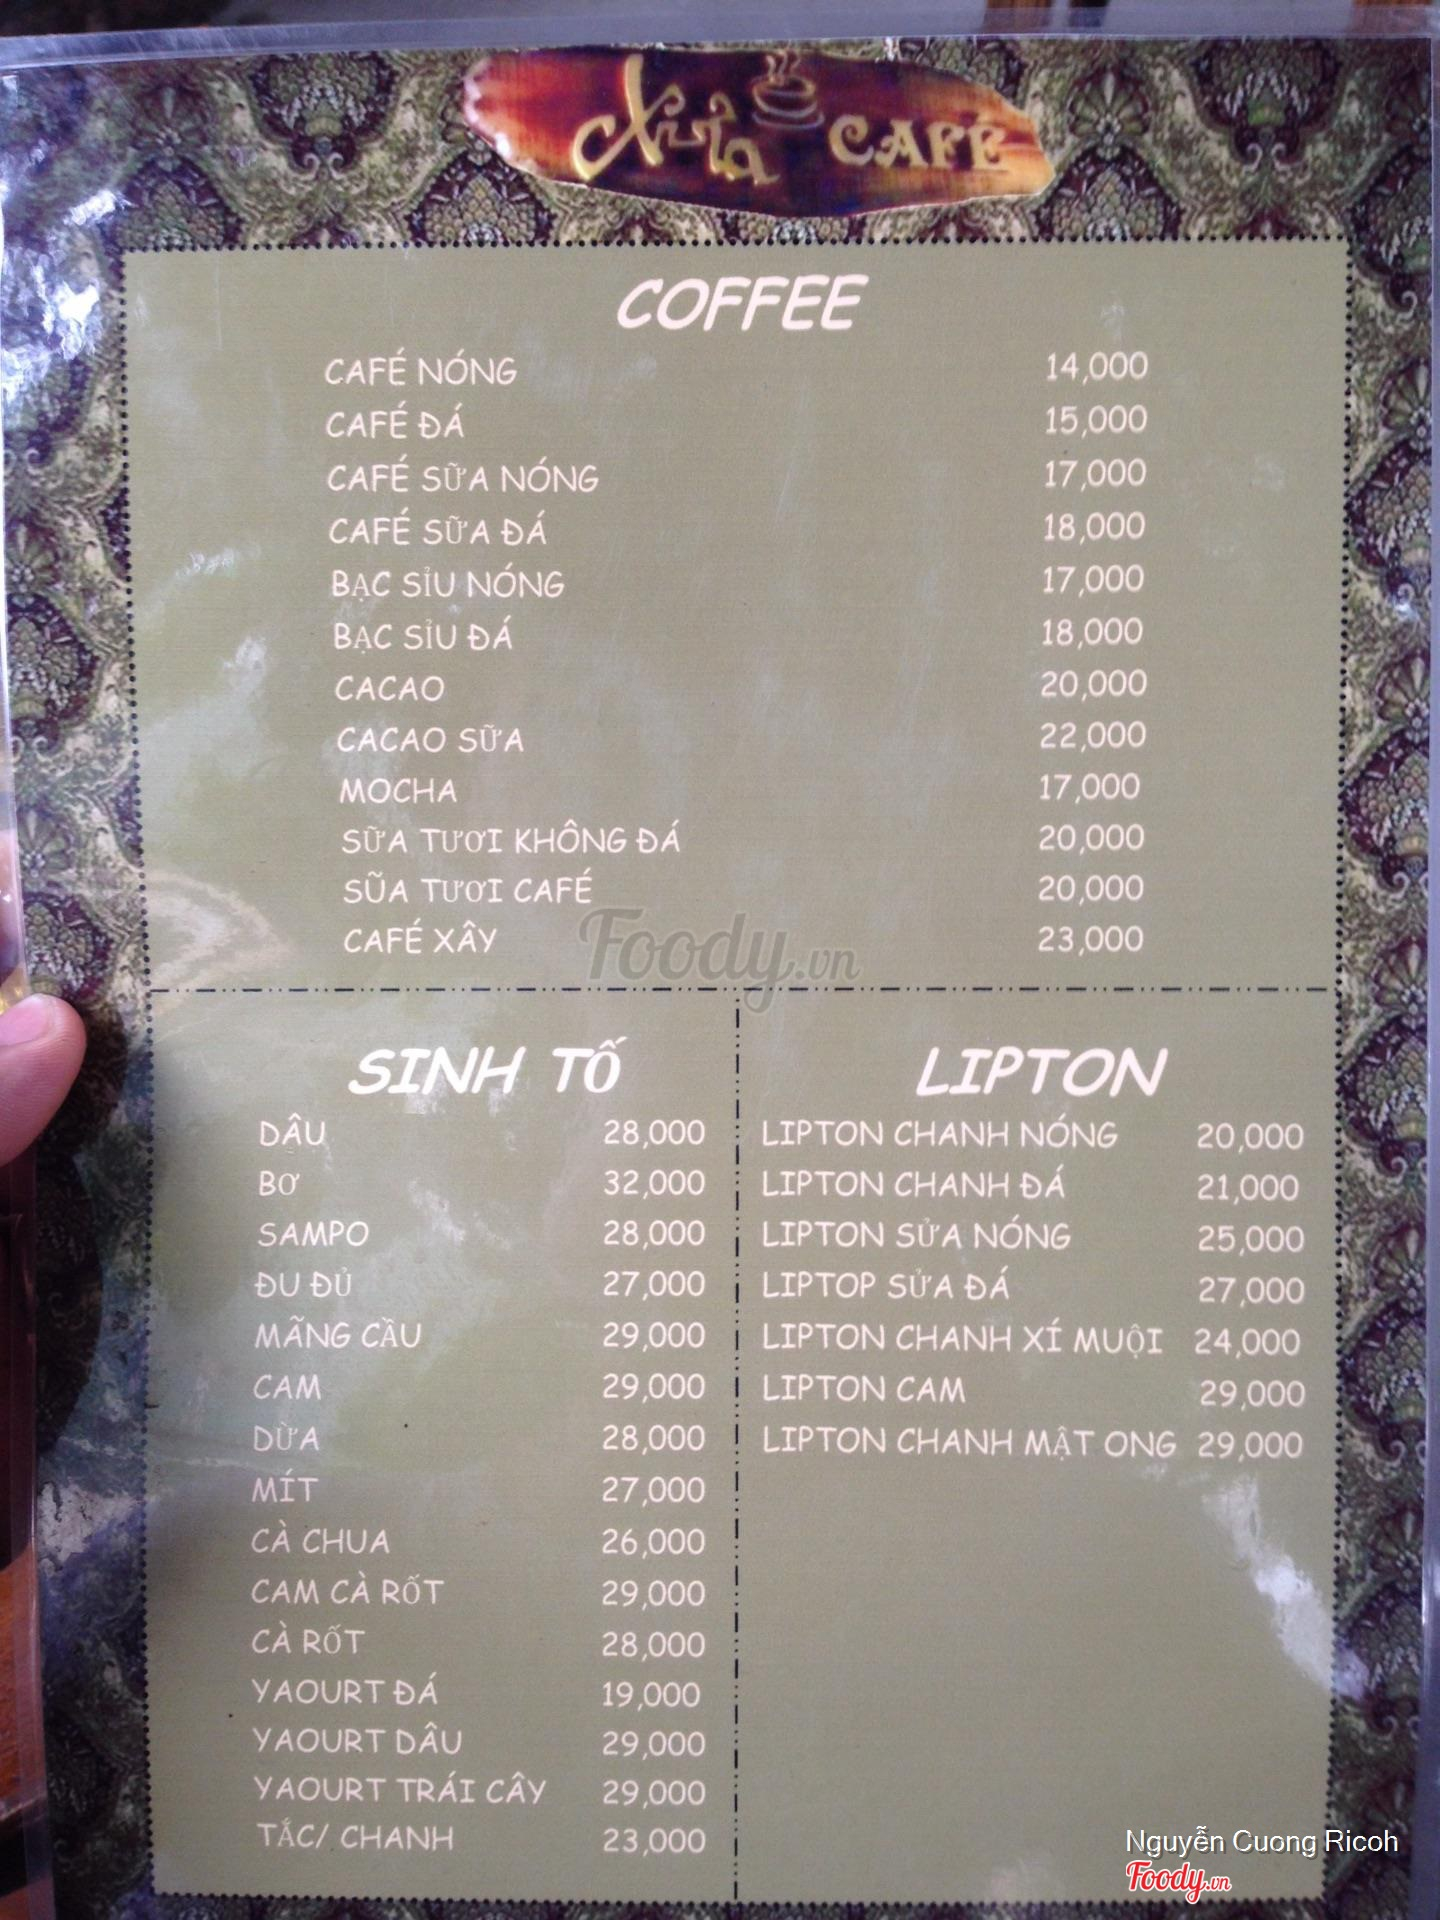 Xưa CAFÉ
COFFEE
CAFÉ NÓNG 14,000
CAFÉ ĐÁ 15,000
CAFÉ SỮA NÓNG 17,000
CAFÉ SỮA ĐÁ 18,000
BẠC SỈU NÓNG 17,000
BẠC SỈU ĐÁ 18,000
CACAO 20,000
CACAO SỮA 22,000
MOCHA 17,000
SỮA TƯƠI KHÔNG ĐÁ 20,000
SŨA TƯƠI CAFÉ 20,000
CAFÉ XÂY 23,000
Foody.vn
SINH TỐ
DÂU 28,000
BƠ 32,000
SAMPO 28,000
ĐU ĐỦ 27,000
MÃNG CẦU 29,000
CAM 29,000
DỪA 28,000
MÍT 27,000
CÀ CHUA 26,000
CAM CÀ RỐT 29,000
CÀ RỐT 28,000
YAOURT ĐÁ 19,000
YAOURT DÂU 29,000
YAOURT TRÁI CÂY 29,000
TẮC/ CHANH 23,000
LIPTON
LIPTON CHANH NÓNG 20,000
LIPTON CHANH ĐÁ 21,000
LIPTON SỬA NÓNG 25,000
LIPTOP SỬA ĐÁ 27,000
LIPTON CHANH XÍ MUỘI 24,000
LIPTON CAM 29,000
LIPTON CHANH MẬT ONG 29,000
Nguyễn Cuong Ricoh
Foody.vn